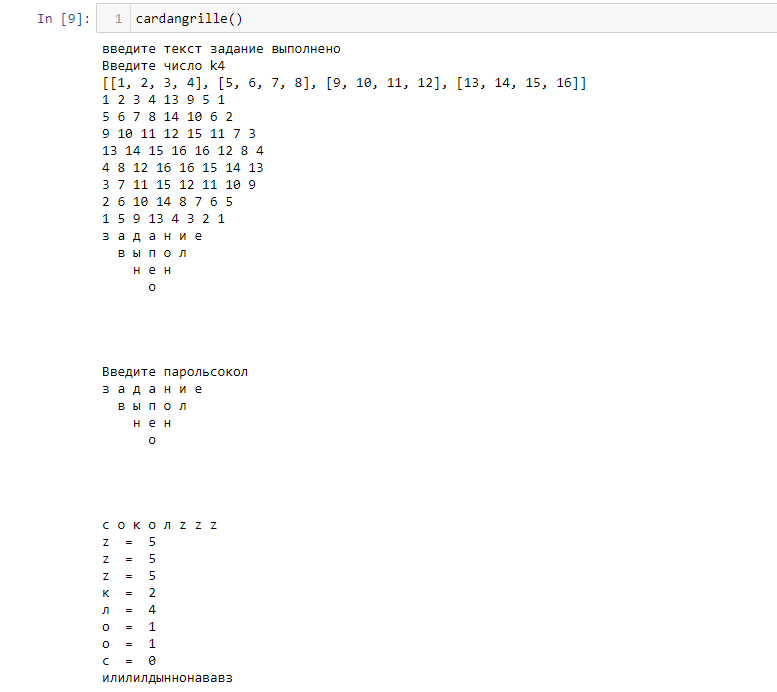 In [9]: 1 cardangrille()
введите текст задание выполнено
Введите число k4
[[1, 2, 3, 4], [5, 6, 7, 8], [9, 10, 11, 12], [13, 14, 15, 16]]
1 2 3 4 13 9 5 1
5 6 7 8 14 10 6 2
9 10 11 12 15 11 7 3
13 14 15 16 16 12 8 4
4 8 12 16 16 15 14 13
3 7 11 15 12 11 10 9
2 6 10 14 8 7 6 5
1 5 9 13 4 3 2 1
з а д а н и е
в ы п о л
н е н
о
Введите парольсокол
з а д а н и е
в ы п о л
н е н
о
с о к о л z z z
z = 5
z = 5
z = 5
к = 2
л = 4
о = 1
о = 1
с = 0
илилилдыннонававз